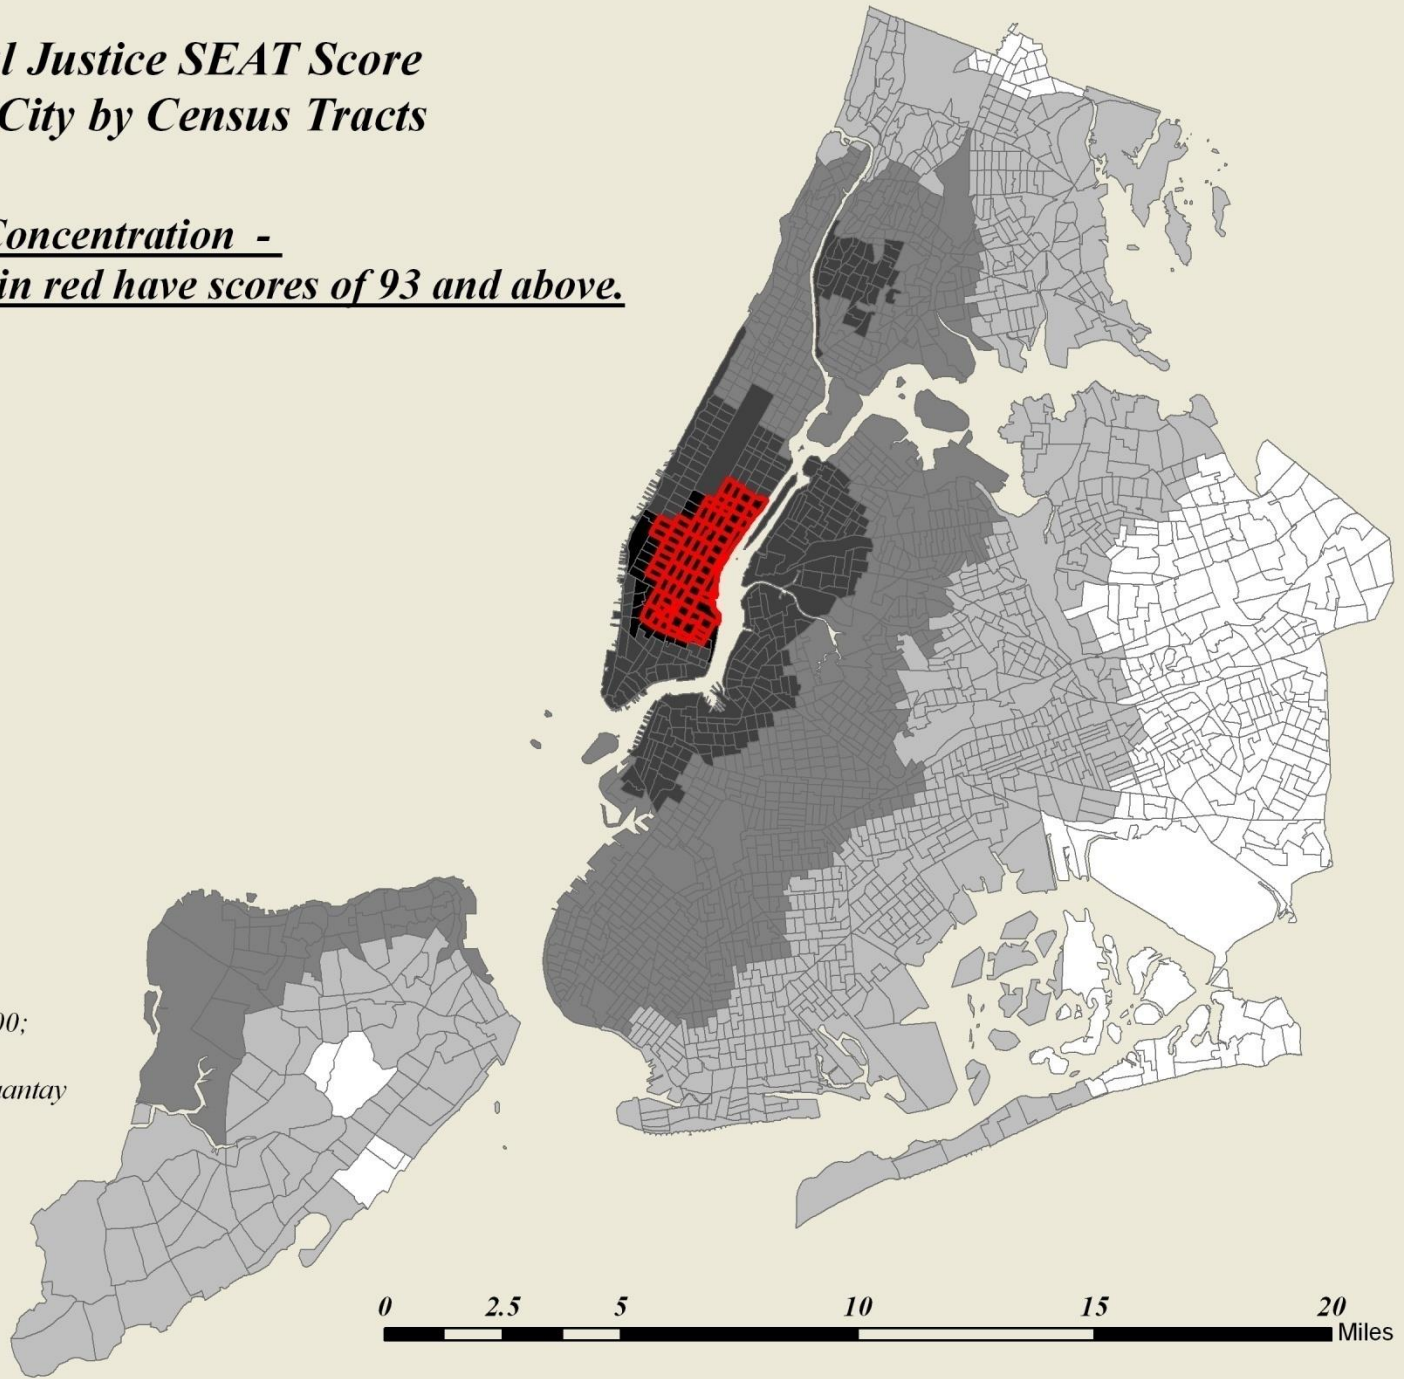 l Justice SEAT Score
City by Census Tracts
Concentration -
in red have scores of 93 and above.
00;
antay
0 2.5 5 10 15 20
Miles